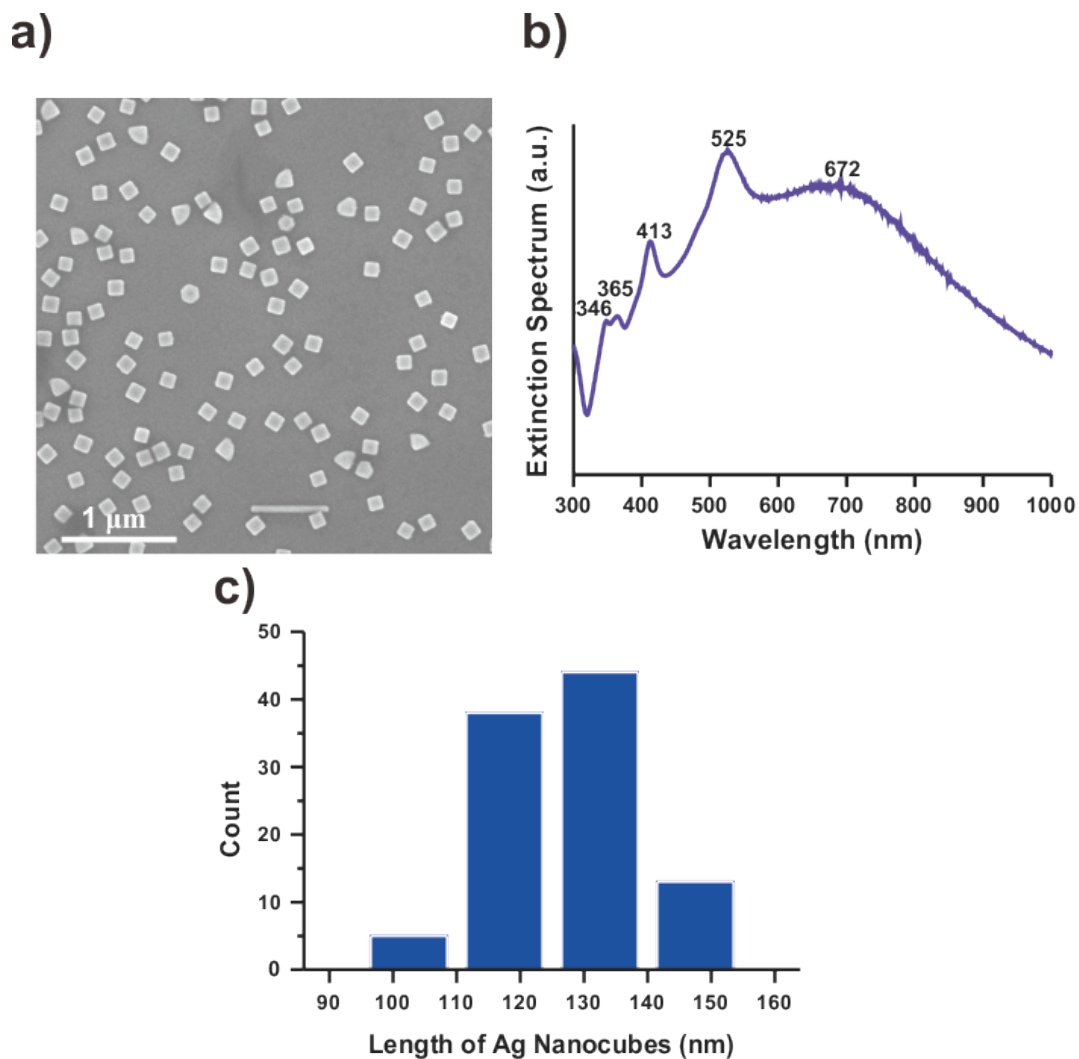 a)
1 μm
b)
Extinction Spectrum (a.u.)
346
365
413
525
672
300 400 500 600 700 800 900 1000
Wavelength (nm)
c)
Count
50
40
30
20
10
0
90 100 110 120 130 140 150 160
Length of Ag Nanocubes (nm)